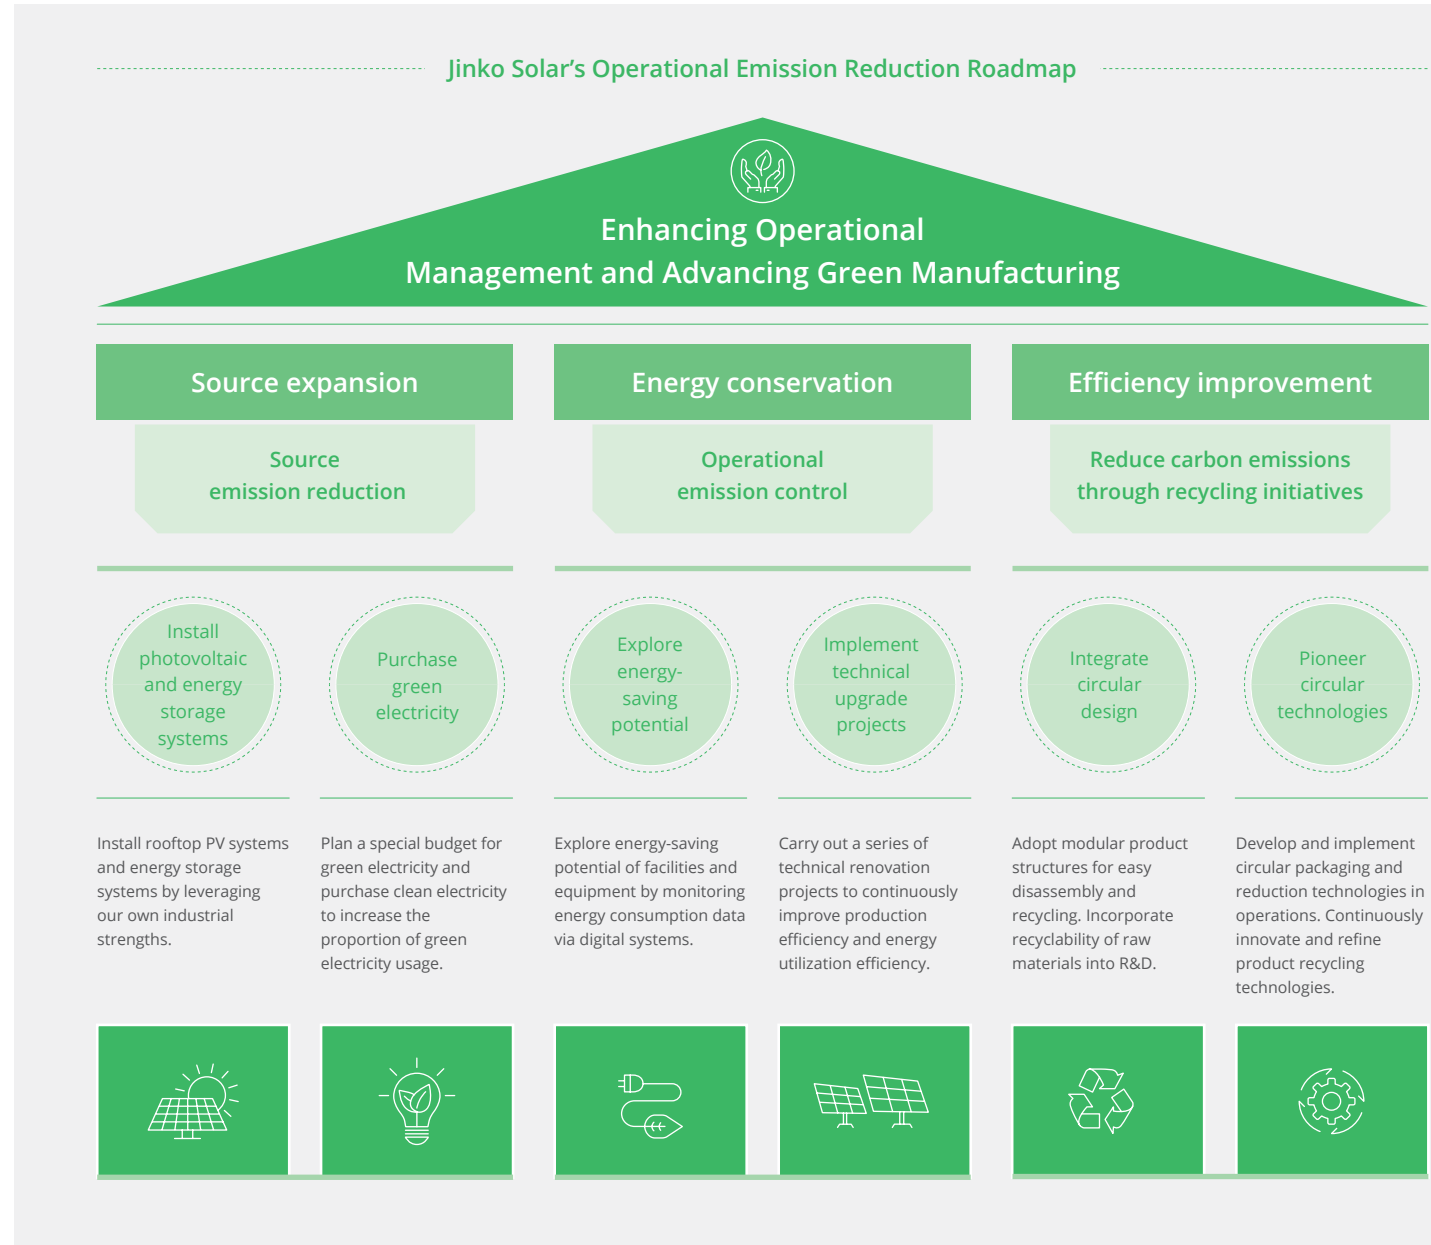 Jinko Solar's Operational Emission Reduction Roadmap
Enhancing Operational
Management and Advancing Green Manufacturing
Source expansion
Source
emission reduction
Install
photovoltaic
and energy
storage
systems
Install rooftop PV systems
and energy storage
systems by leveraging
our own industrial
strengths.
Purchase
green
electricity
Plan a special budget for
green electricity and
purchase clean electricity
to increase the
proportion of green
electricity usage.
Energy conservation
Operational
emission control
Explore
energy-
saving
potential
Explore energy-saving
potential of facilities and
equipment by monitoring
energy consumption data
via digital systems.
Implement
technical
upgrade
projects
Carry out a series of
technical renovation
projects to continuously
improve production
efficiency and energy
utilization efficiency.
Efficiency improvement
Reduce carbon emissions
through recycling initiatives
Integrate
circular
design
Adopt modular product
structures for easy
disassembly and
recycling. Incorporate
recyclability of raw
materials into R&D.
Pioneer
circular
technologies
Develop and implement
circular packaging and
reduction technologies in
operations. Continuously
innovate and refine
product recycling
technologies.